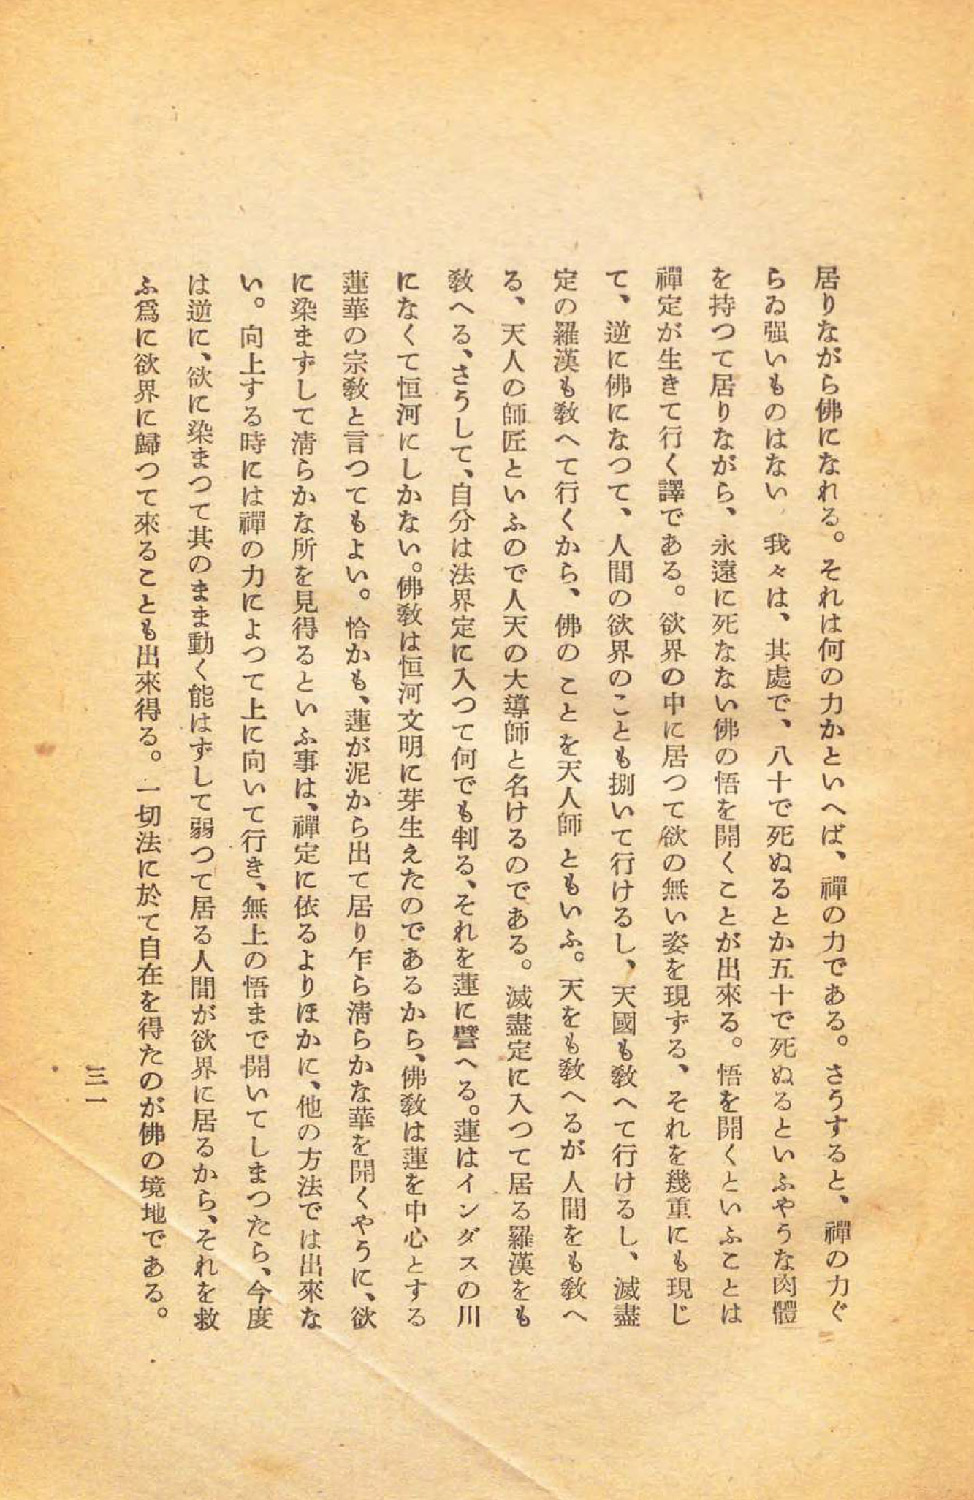 居りながら佛になれる。それは何の力かといへば、禪の力である。さうすると、禪の力ぐ
らゐ强いものはない 我々は、其處で、八十で死ぬるとか五十で死ぬるといふやうな肉體
を持つて居りながら、永遠に死なない佛の悟を開くことが出來る。悟を開くといふことは
禪定が生きて行く譯である。欲界の中に居つて欲の無い姿を現ずる、それを幾重にも現じ
て、逆に佛になつて、人間の欲界のことも捌いて行けるし、天國も敎へて行けるし、滅盡
定の羅漢も敎へて行くから、佛のことを天人師ともいふ。天をも敎へるが人間をも敎へ
る、天人の師匠といふので人天の大導師と名けるのである。滅盡定に入つて居る羅漢をも
敎へる、さうして、自分は法界定に入つて何でも判る、それを蓮に譬へる。蓮はインダスの川
になくて恒河にしかない。佛敎は恒河文明に芽生えたのであるから、佛敎は蓮を中心とする
蓮華の宗敎と言つてもよい。恰かも、蓮が泥から出て居り乍ら淸らかな華を開くやうに、欲
に染まずして淸らかな所を見得るといふ事は、禪定に依るよりほかに、他の方法では出來な
い。向上する時には禪の力によつて上に向いて行き、無上の悟まで開いてしまつたら、今度
は逆に、欲に染まつて其のまま動く能はずして弱つて居る人間が欲界に居るから、それを救
ふ爲に欲界に歸つて來ることも出來得る。一切法に於て自在を得たのが佛の境地である。
三一